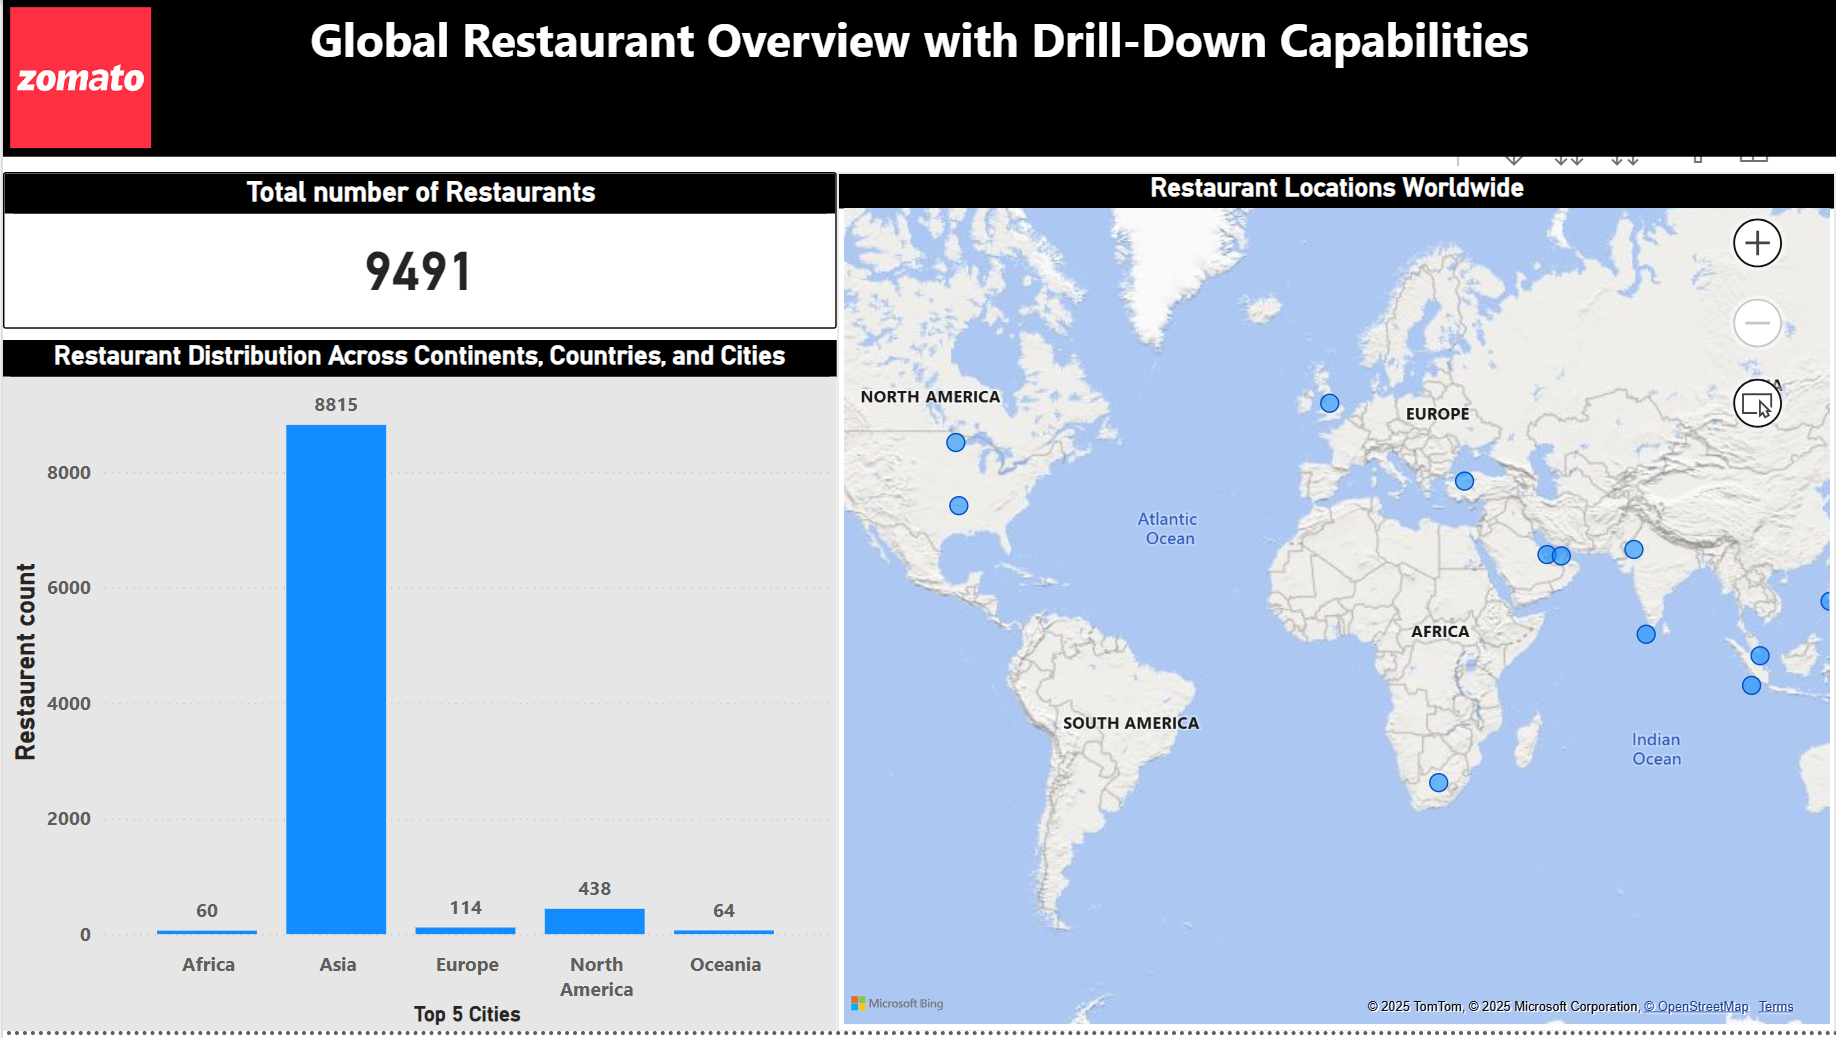 zomato
Global Restaurant Overview with Drill-Down Capabilities
Total number of Restaurants
9491
Restaurant Distribution Across Continents, Countries, and Cities
Restaurent count
8000
6000
4000
2000
0
60
8815
114
438
64
Africa
Asia
Europe
North
America
Oceania
Top 5 Cities
Restaurant Locations Worldwide
NORTH AMERICA
EUROPE
Atlantic
Ocean
AFRICA
SOUTH AMERICA
Indian
Ocean
Microsoft Bing
© 2025 TomTom, © 2025 Microsoft Corporation, © OpenStreetMap Terms